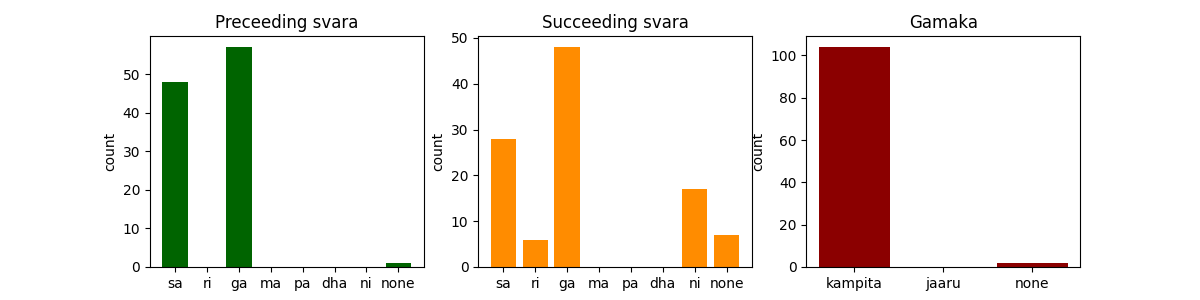 Preceeding svara
count
50
40
30
20
10
0
sa ri ga ma pa dha ni none
Succeeding svara
count
50
40
30
20
10
0
sa ri ga ma pa dha ni none
Gamaka
count
100
80
60
40
20
0
kampita jaaru none